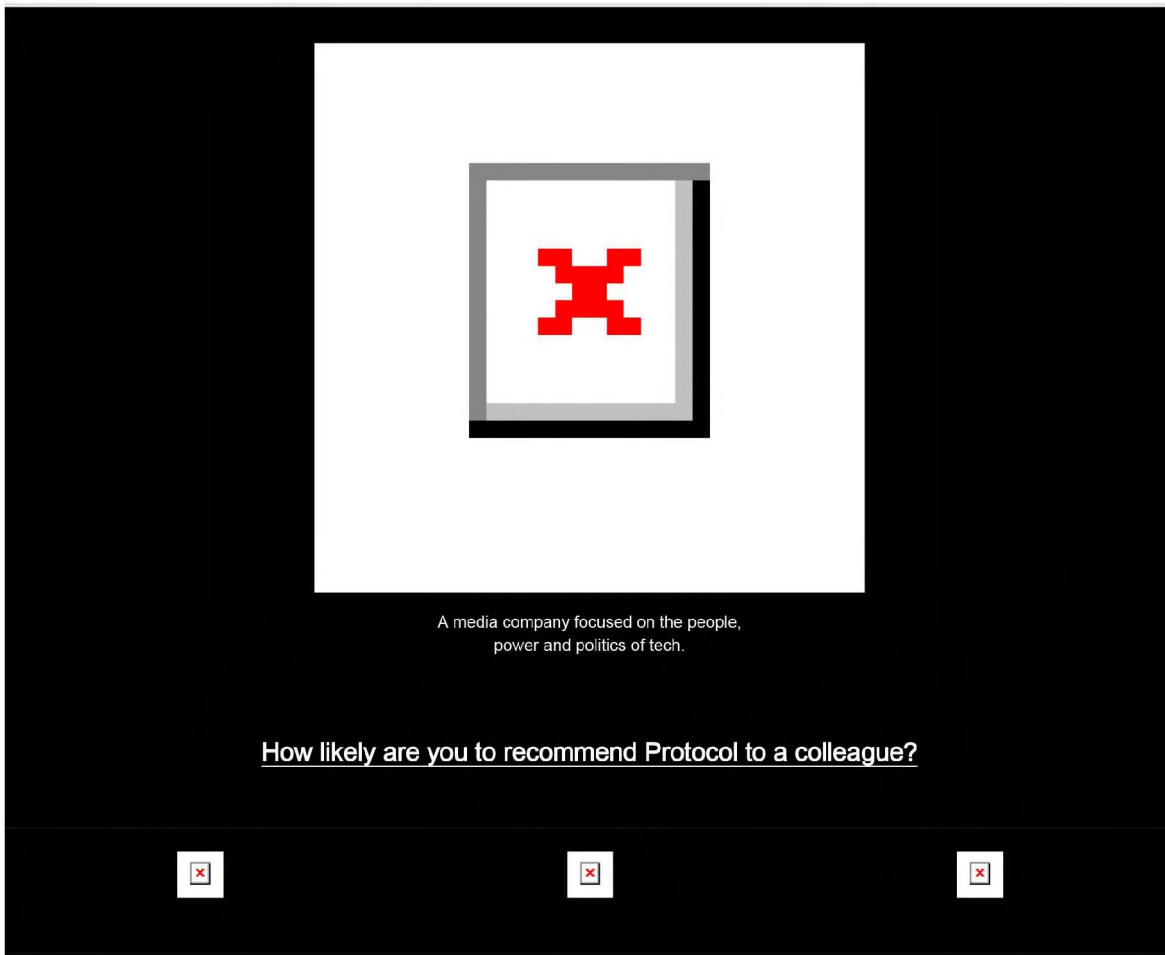 A media company focused on the people,
power and politics of tech.
How likely are you to recommend Protocol to a colleague?